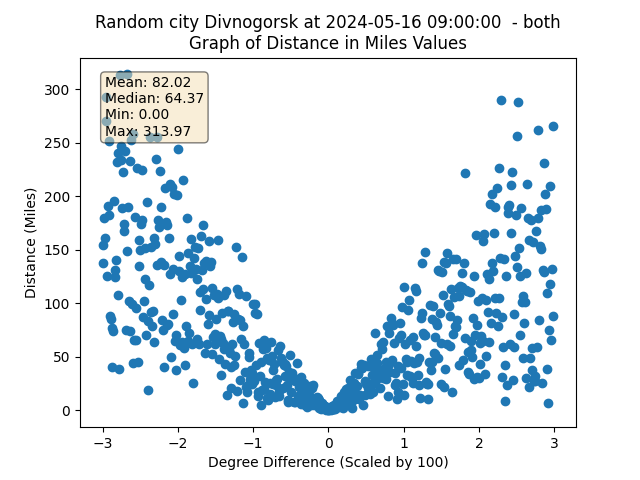 Random city Divnogorsk at 2024-05-16 09:00:00  - both
Graph of Distance in Miles Values
Mean: 82.02
Median: 64.37
Min: 0.00
Max: 313.97
Distance (Miles)
300
250
200
150
100
50
0
−3 −2 −1 0 1 2 3
Degree Difference (Scaled by 100)